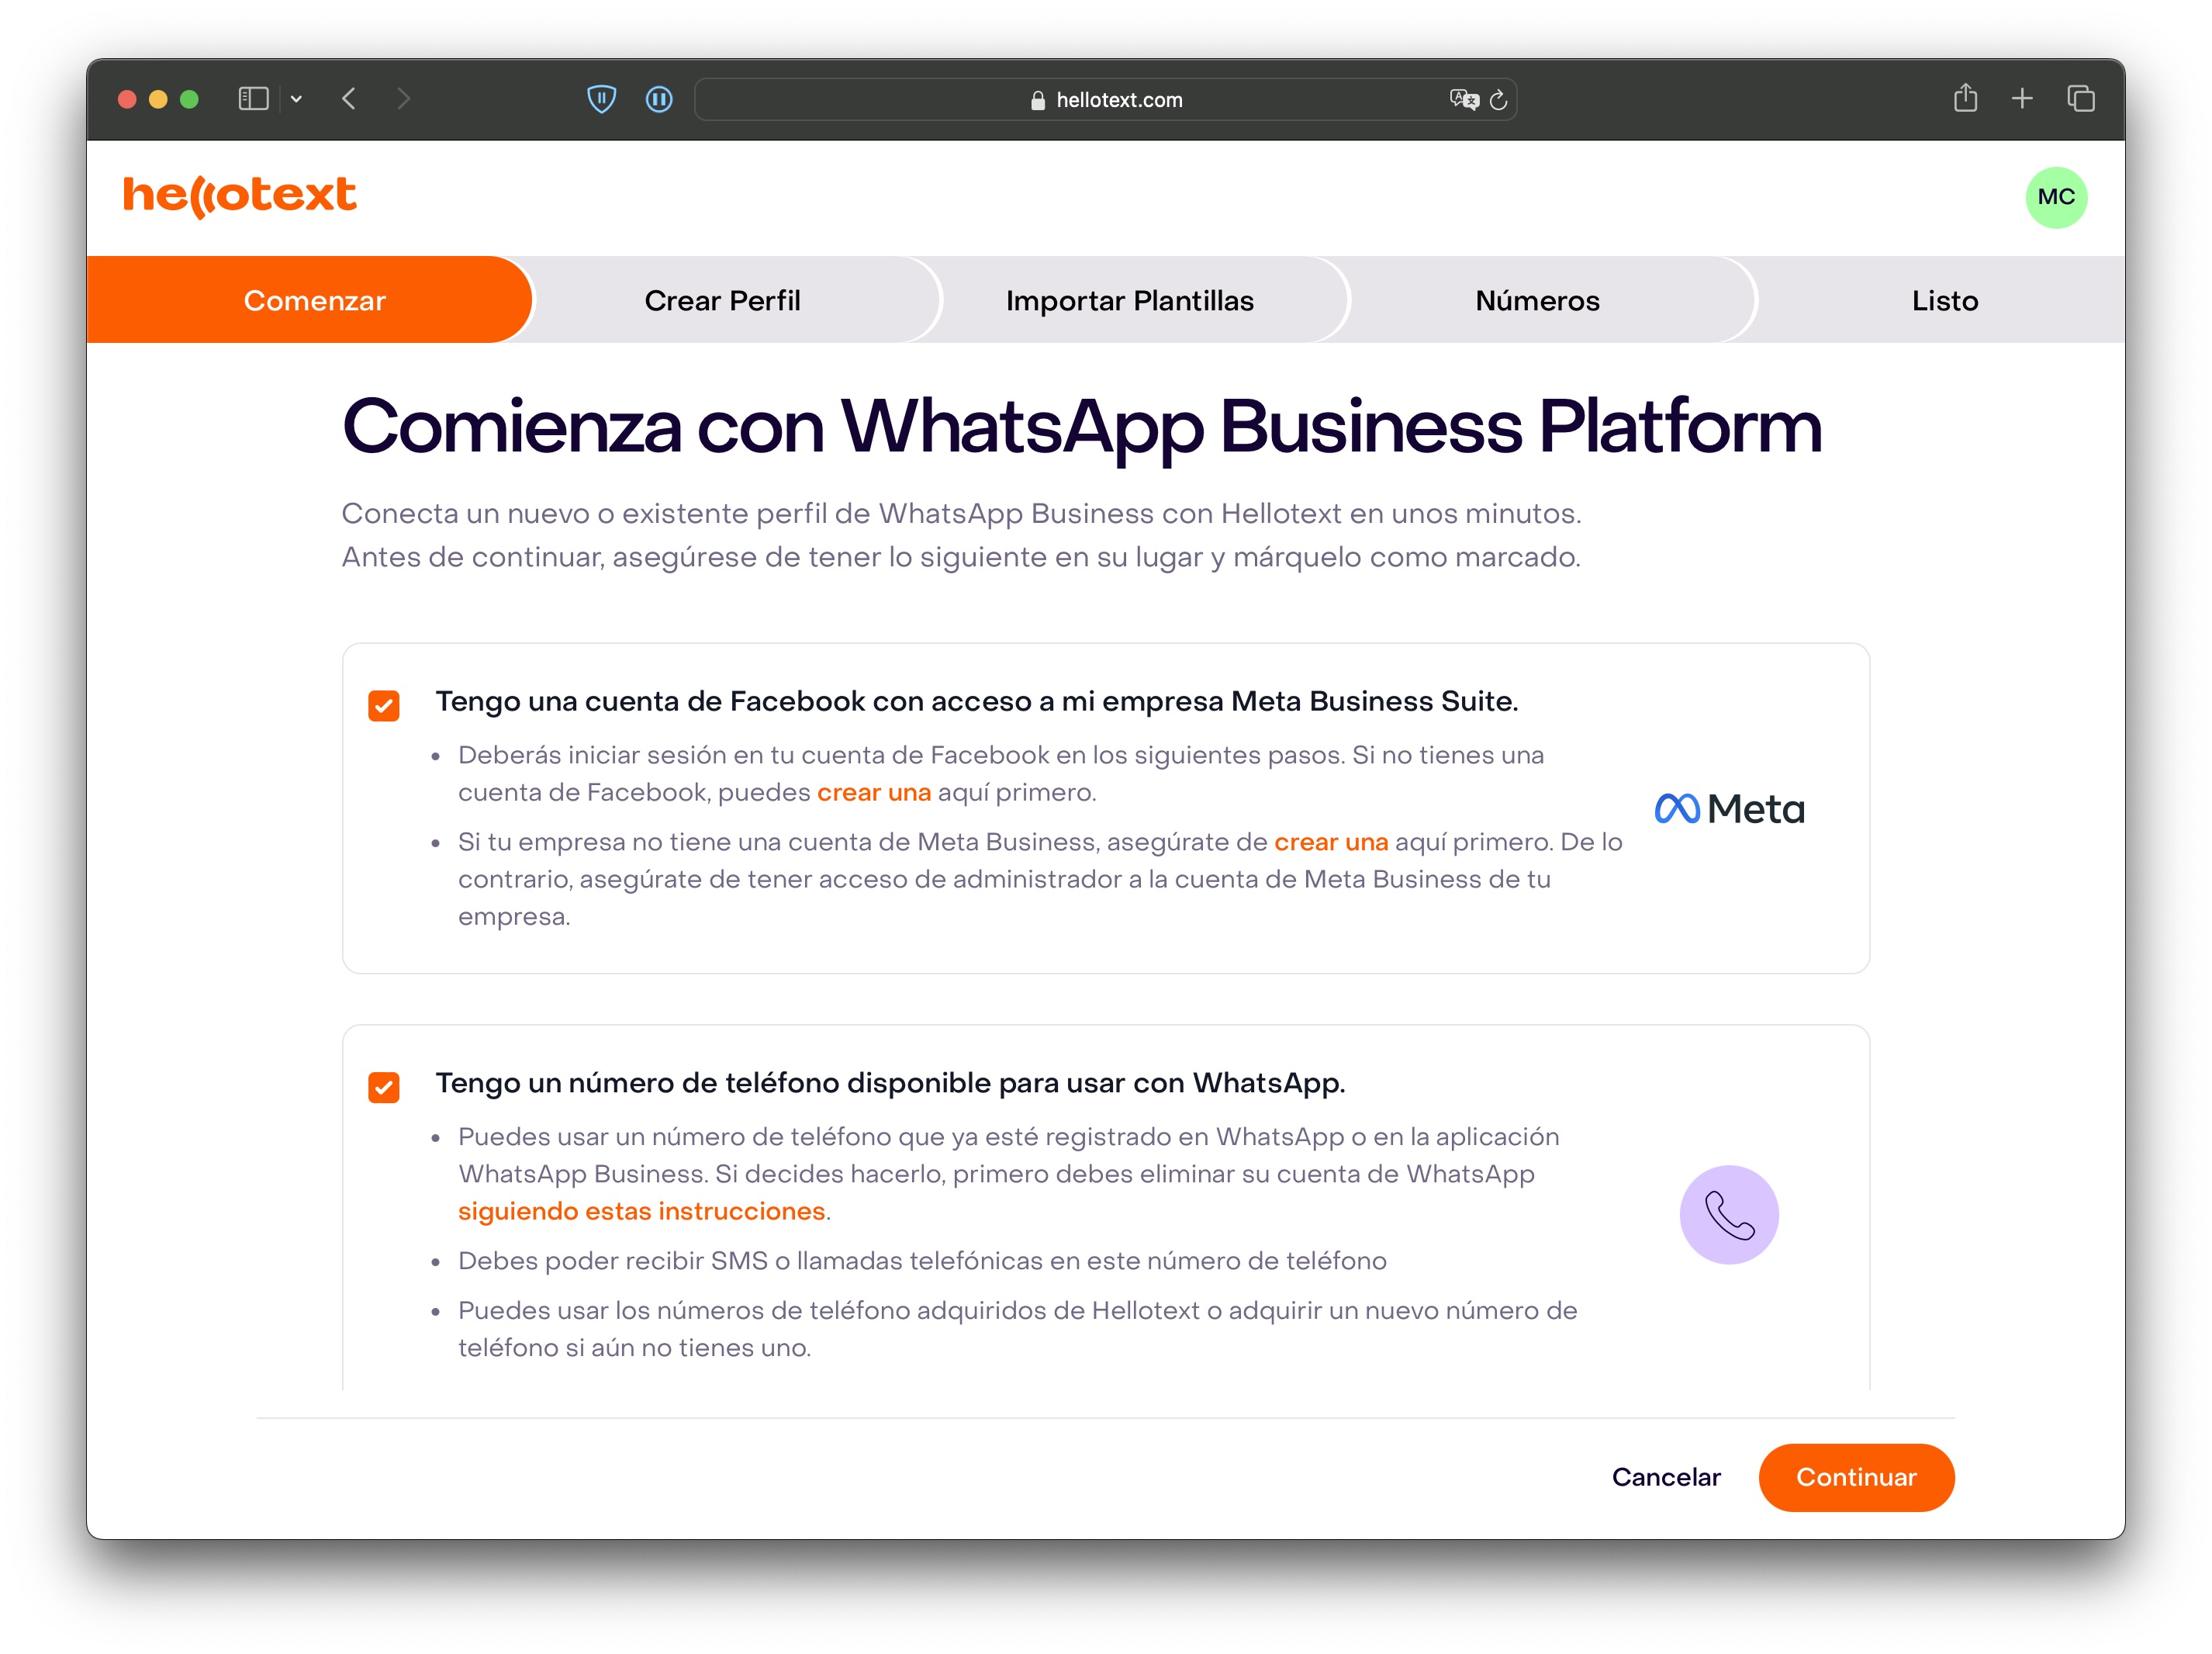 hellotext.com
hellotext
MC
Comenzar
Crear Perfil
Importar Plantillas
Números
Listo
Comienza con WhatsApp Business Platform
Conecta un nuevo o existente perfil de WhatsApp Business con Hellotext en unos minutos.
Antes de continuar, asegúrese de tener lo siguiente en su lugar y márquelo como marcado.
Tengo una cuenta de Facebook con acceso a mi empresa Meta Business Suite.
• Deberás iniciar sesión en tu cuenta de Facebook en los siguientes pasos. Si no tienes una
cuenta de Facebook, puedes crear una aquí primero.
• Si tu empresa no tiene una cuenta de Meta Business, asegúrate de crear una aquí primero. De lo
contrario, asegúrate de tener acceso de administrador a la cuenta de Meta Business de tu
empresa.
Meta
Tengo un número de teléfono disponible para usar con WhatsApp.
• Puedes usar un número de teléfono que ya esté registrado en WhatsApp o en la aplicación
WhatsApp Business. Si decides hacerlo, primero debes eliminar su cuenta de WhatsApp
siguiendo estas instrucciones.
• Debes poder recibir SMS o llamadas telefónicas en este número de teléfono
• Puedes usar los números de teléfono adquiridos de Hellotext o adquirir un nuevo número de
teléfono si aún no tienes uno.
Cancelar
Continuar